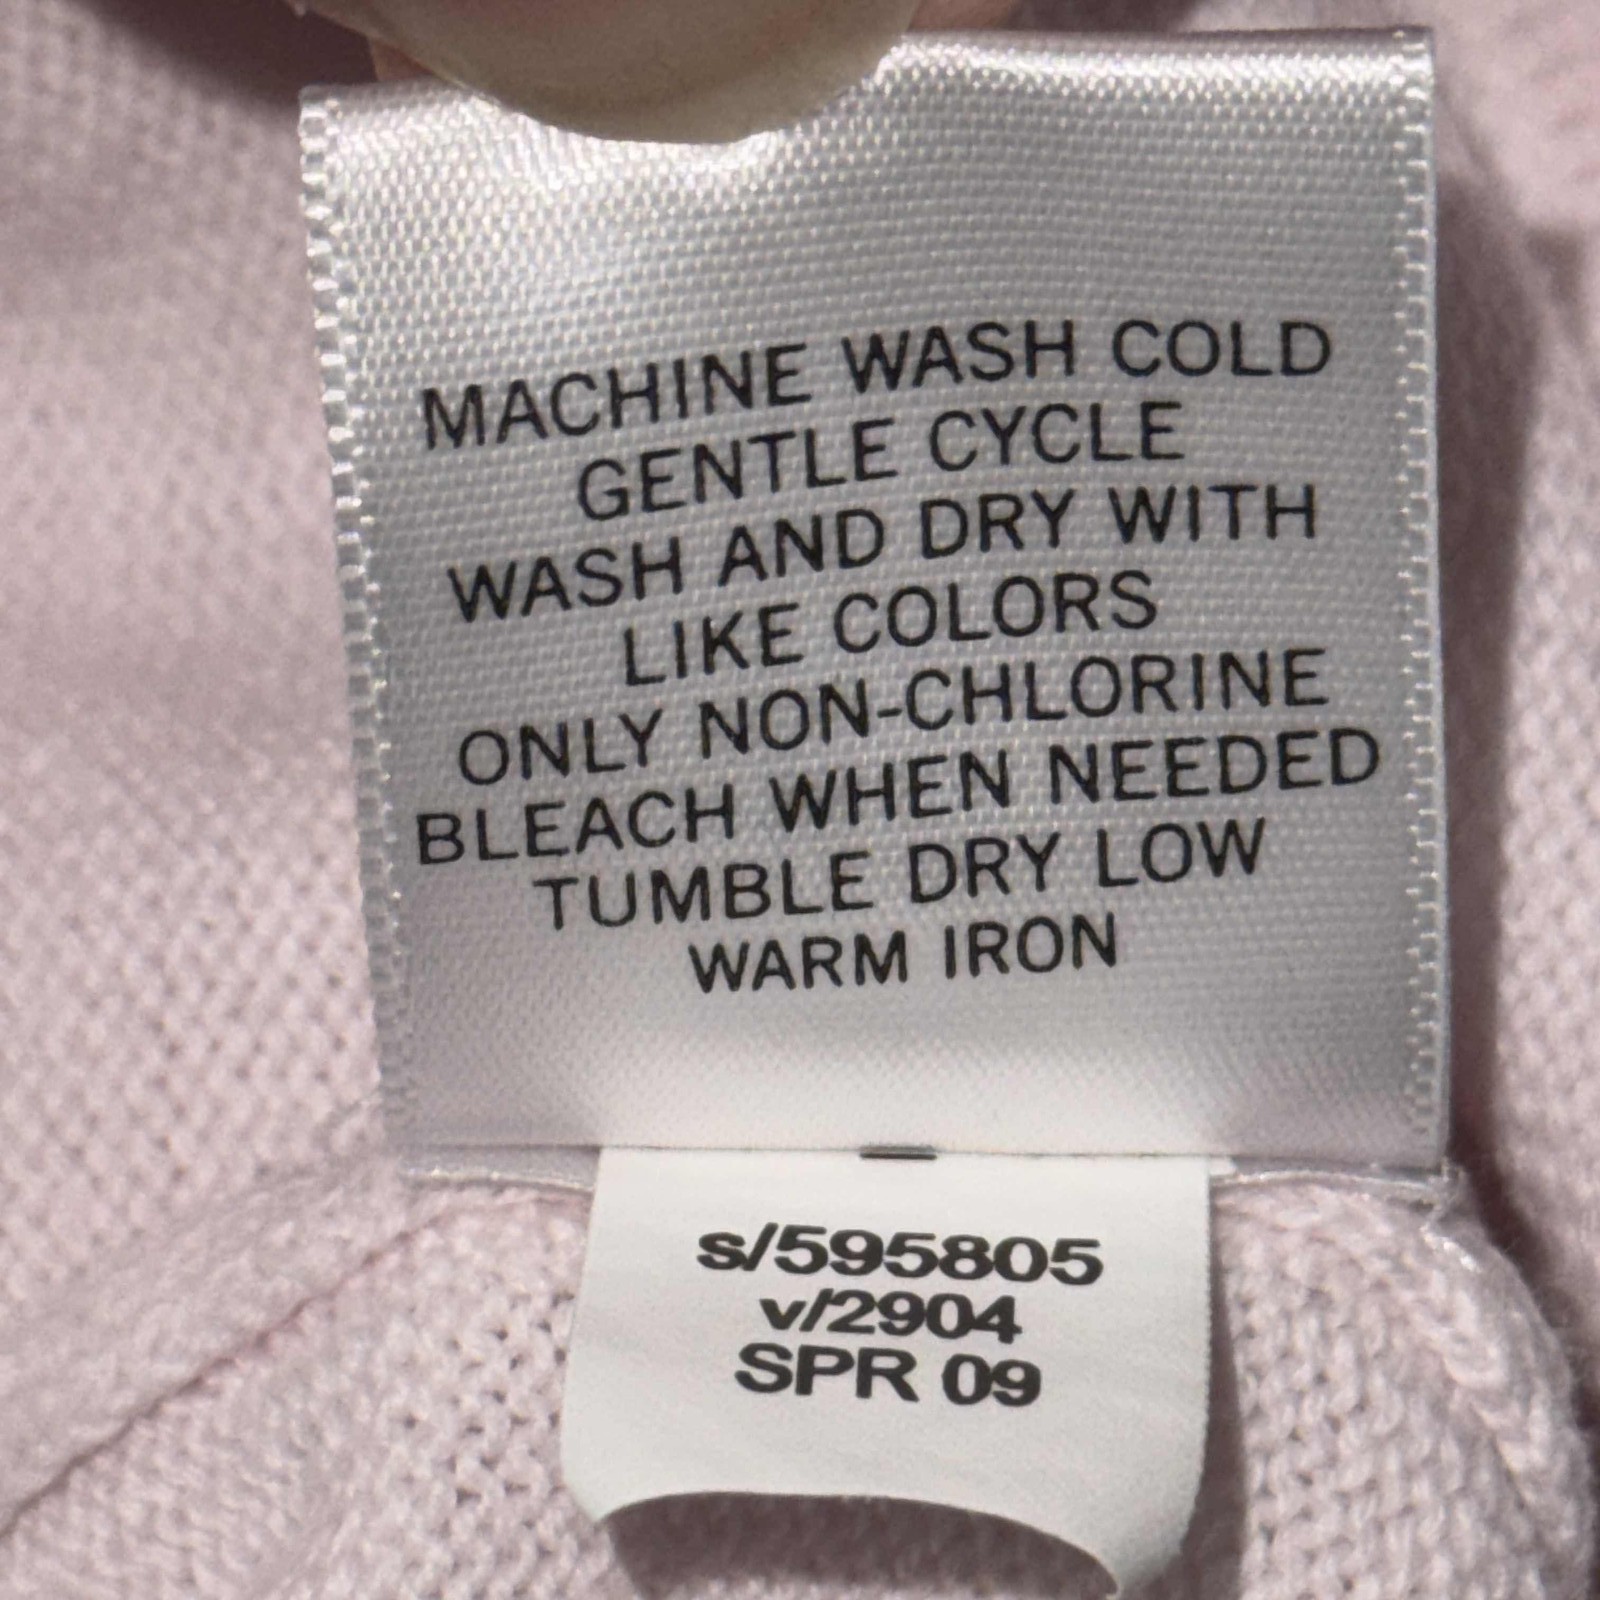 MACHINE WASH COLD
GENTLE CYCLE
WASH AND DRY WITH
LIKE COLORS
ONLY NON-CHLORINE
BLEACH WHEN NEEDED
TUMBLE DRY LOW
WARM IRON
s/595805
v/2904
SPR 09